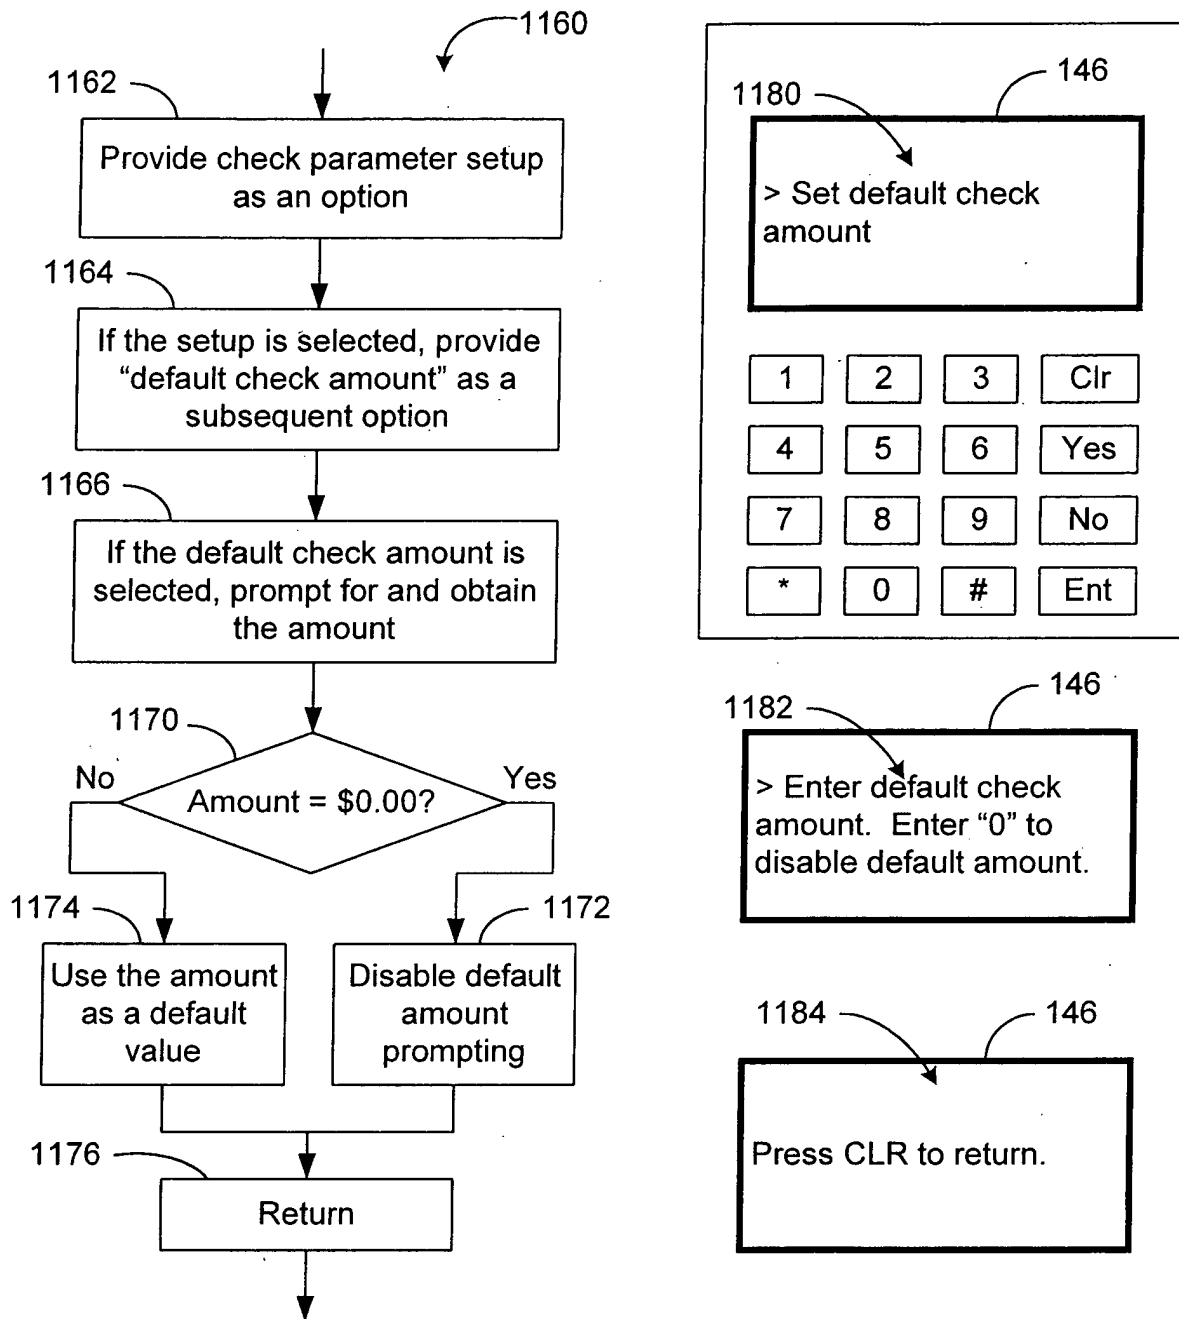 1160
1162
Provide check parameter setup
as an option
1164
If the setup is selected, provide
“default check amount” as a
subsequent option
1166
If the default check amount is
selected, prompt for and obtain
the amount
1170
No
Yes
Amount = $0.00?
1174
1172
Use the amount
as a default
value
Disable default
amount
prompting
1176
Return
146
1180
> Set default check
amount
1 2 3 Clr
4 5 6 Yes
7 8 9 No
* 0 # Ent
146
1182
> Enter default check
amount. Enter “0” to
disable default amount.
1184
146
Press CLR to return.